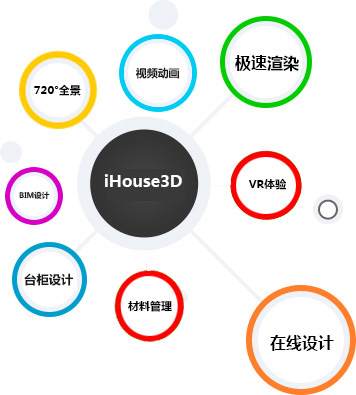 极速渲染
视频动画
720°全景
iHouse3D
VR体验
BIM设计
台柜设计
材料管理
在线设计